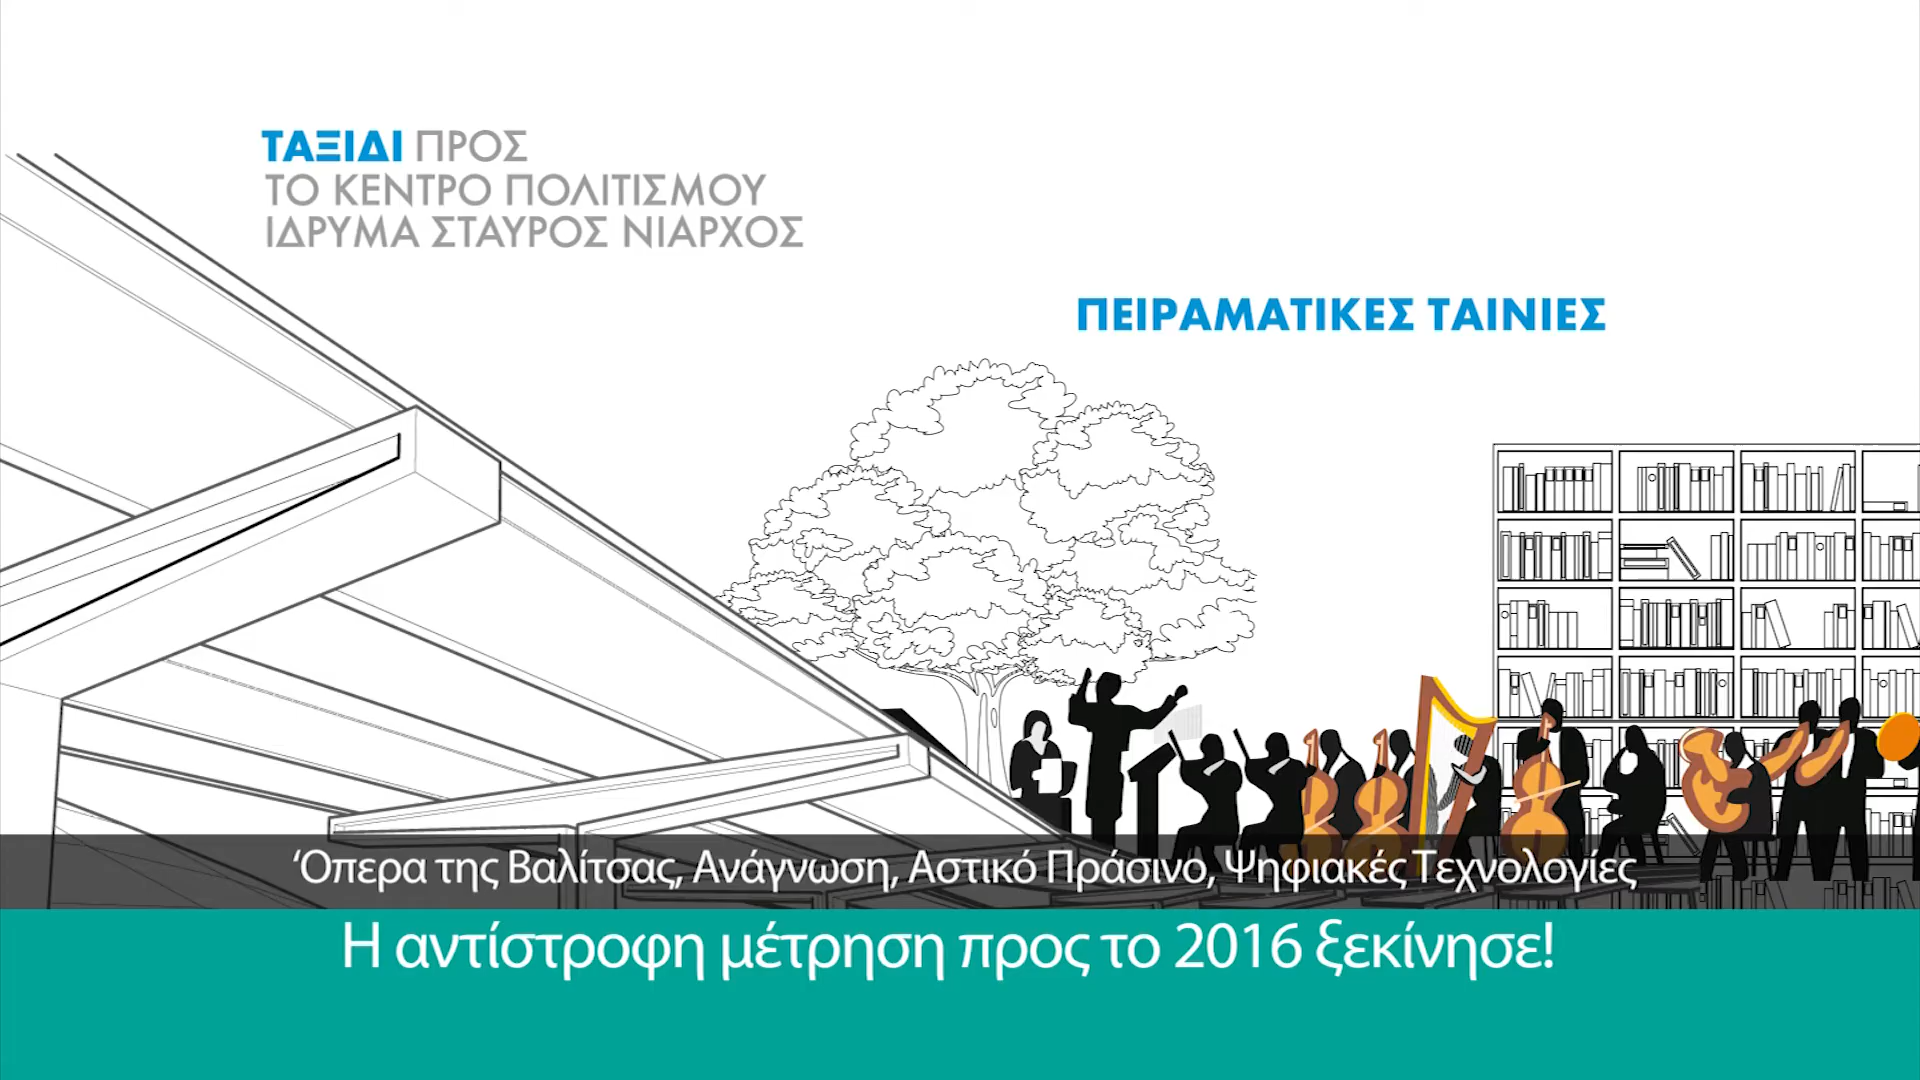 ΤΑΞΙΔΙ ΠΡΟΣ
ΤΟ ΚΕΝΤΡΟ ΠΟΛΙΤΙΣΜΟΥ
ΙΔΡΥΜΑ ΣΤΑΥΡΟΣ ΝΙΑΡΧΟΣ
ΠΕΙΡΑΜΑΤΙΚΕΣ ΤΑΙΝΙΕΣ
‘Οπερα της Βαλίτσας, Ανάγνωση, Αστικό Πράσινο, Ψηφιακές Τεχνολογίες
Η αντίστροφη μέτρηση προς το 2016 ξεκίνησε!